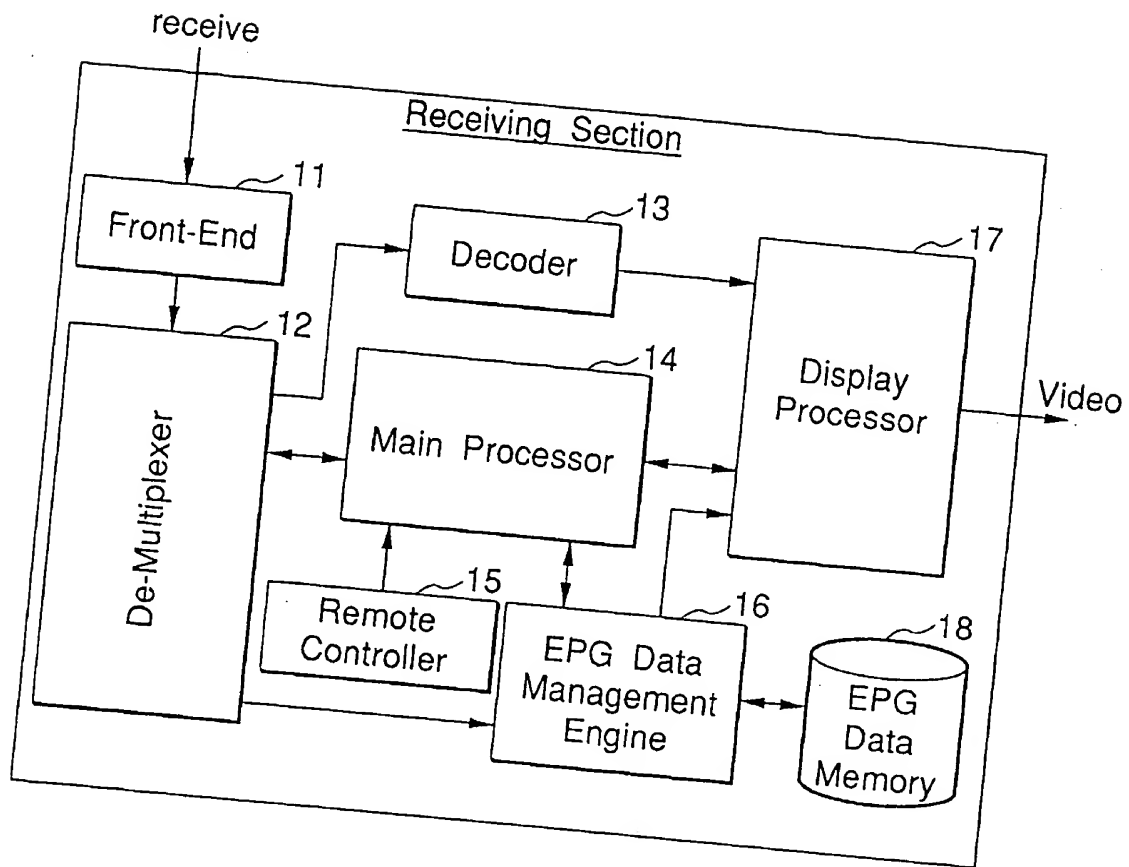 receive
Receiving Section
11
Front-End
13
Decoder
17
12
14
Display
Processor
Video
Main Processor
De-Multiplexer
15
Remote
Controller
16
EPG Data
Management
Engine
18
EPG
Data
Memory